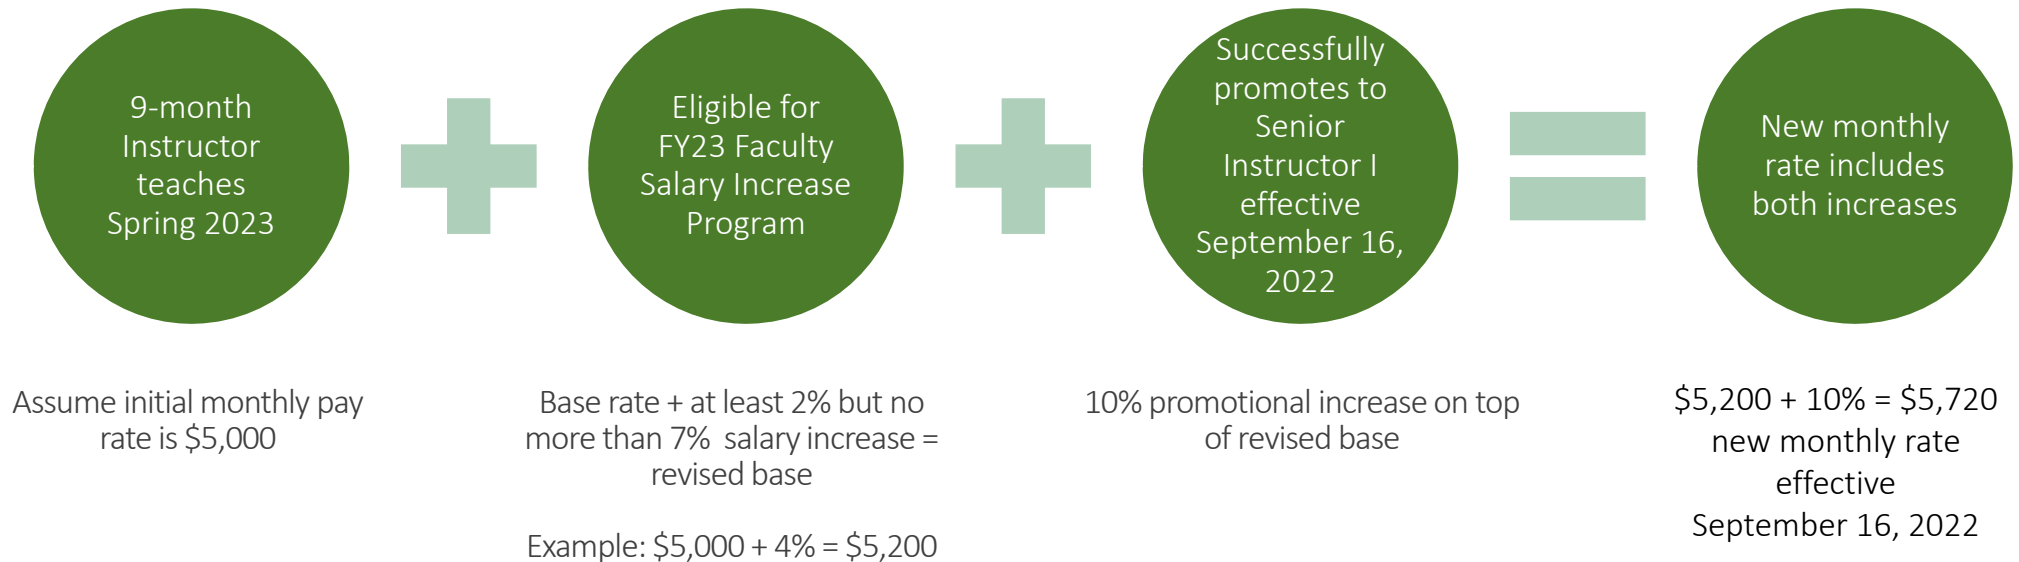 9-month
Instructor
teaches
Spring 2023
Eligible for
FY23 Faculty
Salary Increase
Program
Successfully
promotes to
Senior
Instructor I
effective
September 16,
2022
New monthly
rate includes
both increases
Assume initial monthly pay
rate is $5,000
Base rate + at least 2% but no
more than 7% salary increase =
revised base
Example: $5,000 + 4% = $5,200
10% promotional increase on top
of revised base
$5,200 + 10% = $5,720
new monthly rate
effective
September 16, 2022